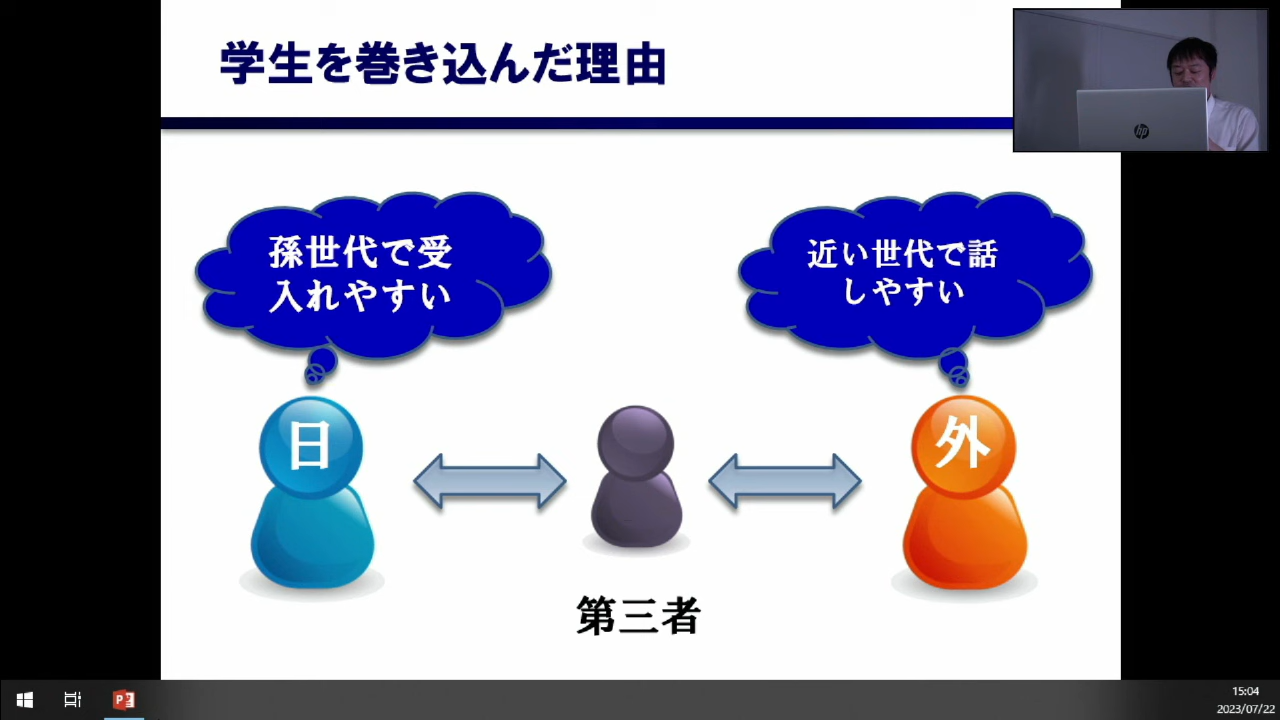 学生を巻き込んだ理由
hp
孫世代で受
入れやすい
近い世代で話
しやすい
日
外
第三者
P
15:04
2023/07/22